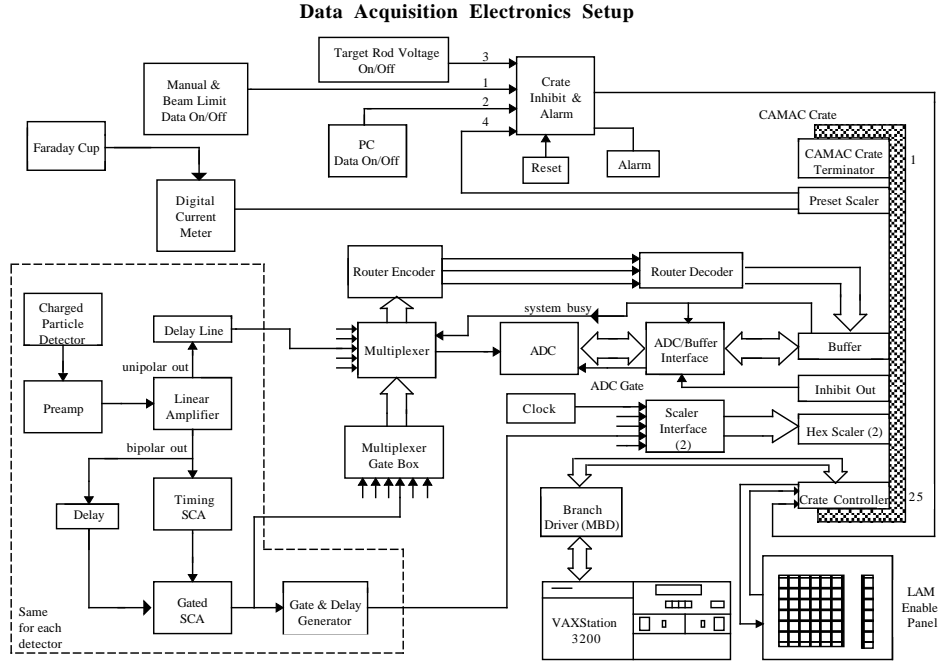 Data Acquisition Electronics Setup
Target Rod Voltage
On/Off
3
Manual &
Beam Limit
Data On/Off
1
2
4
PC
Data On/Off
Crate
Inhibit &
Alarm
Reset
Alarm
CAMAC Crate
CAMAC Crate
Terminator
1
Preset Scaler
Faraday Cup
Digital
Current
Meter
Router Encoder
Router Decoder
system busy
Charged
Particle
Detector
Delay Line
unipolar out
Multiplexer
ADC
ADC/Buffer
Interface
Buffer
ADC Gate
Inhibit Out
Preamp
Linear
Amplifier
bipolar out
Clock
Scaler
Interface
(2)
Hex Scaler (2)
Multiplexer
Gate Box
Delay
Timing
SCA
Branch
Driver (MBD)
Crate Controller
25
Gated
SCA
Gate & Delay
Generator
VAXStation
3200
LAM
Enable
Panel
Same
for each
detector